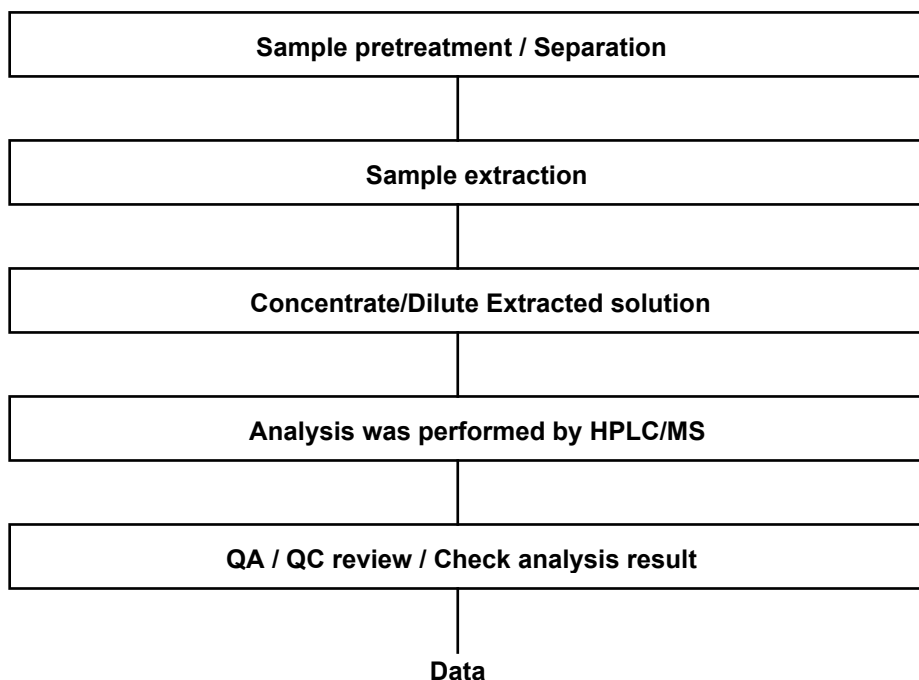 Sample pretreatment / Separation
Sample extraction
Concentrate/Dilute Extracted solution
Analysis was performed by HPLC/MS
QA / QC review / Check analysis result
Data